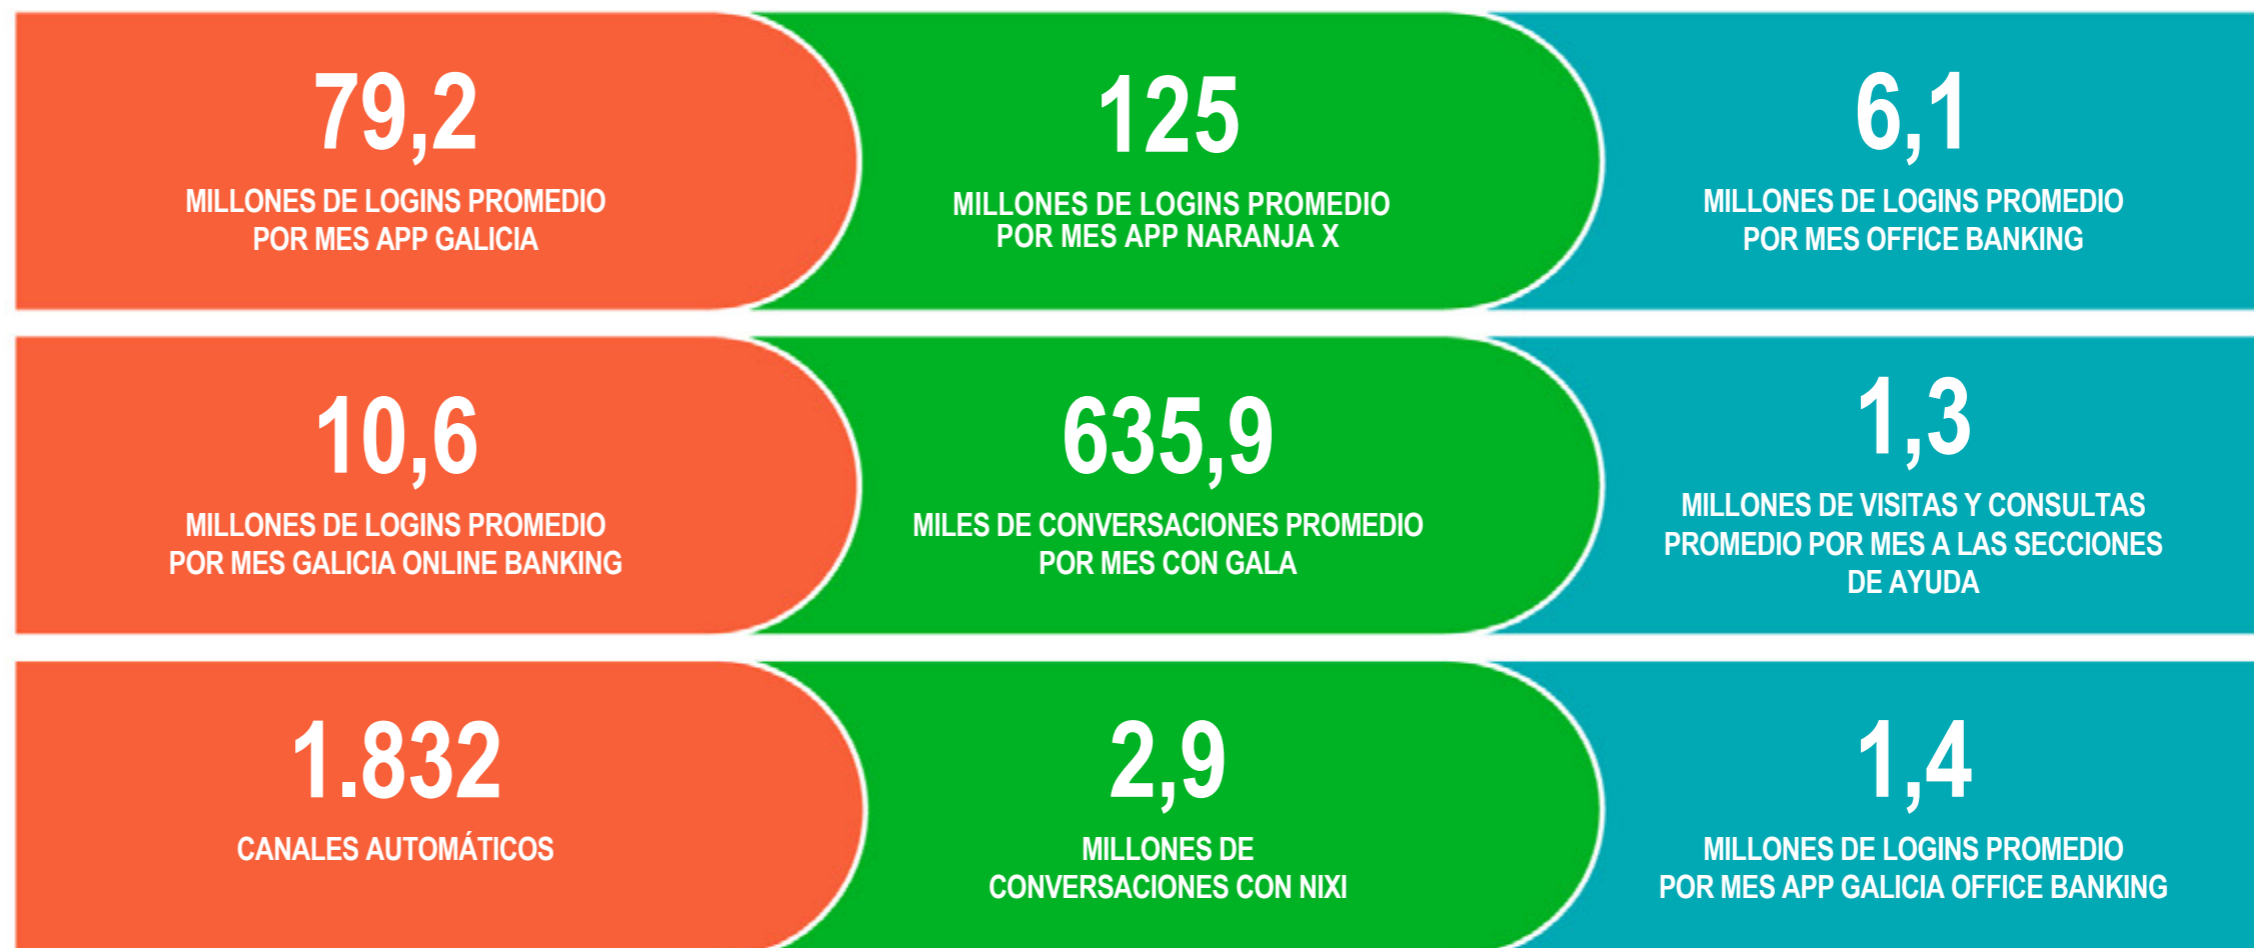 79,2
MILLONES DE LOGINS PROMEDIO
POR MES APP GALICIA
125
MILLONES DE LOGINS PROMEDIO
POR MES APP NARANJA X
6,1
MILLONES DE LOGINS PROMEDIO
POR MES OFFICE BANKING
10,6
MILLONES DE LOGINS PROMEDIO
POR MES GALICIA ONLINE BANKING
635,9
MILES DE CONVERSACIONES PROMEDIO
POR MES CON GALA
1,3
MILLONES DE VISITAS Y CONSULTAS
PROMEDIO POR MES A LAS SECCIONES
DE AYUDA
1.832
CANALES AUTOMÁTICOS
2,9
MILLONES DE
CONVERSACIONES CON NIXI
1,4
MILLONES DE LOGINS PROMEDIO
POR MES APP GALICIA OFFICE BANKING